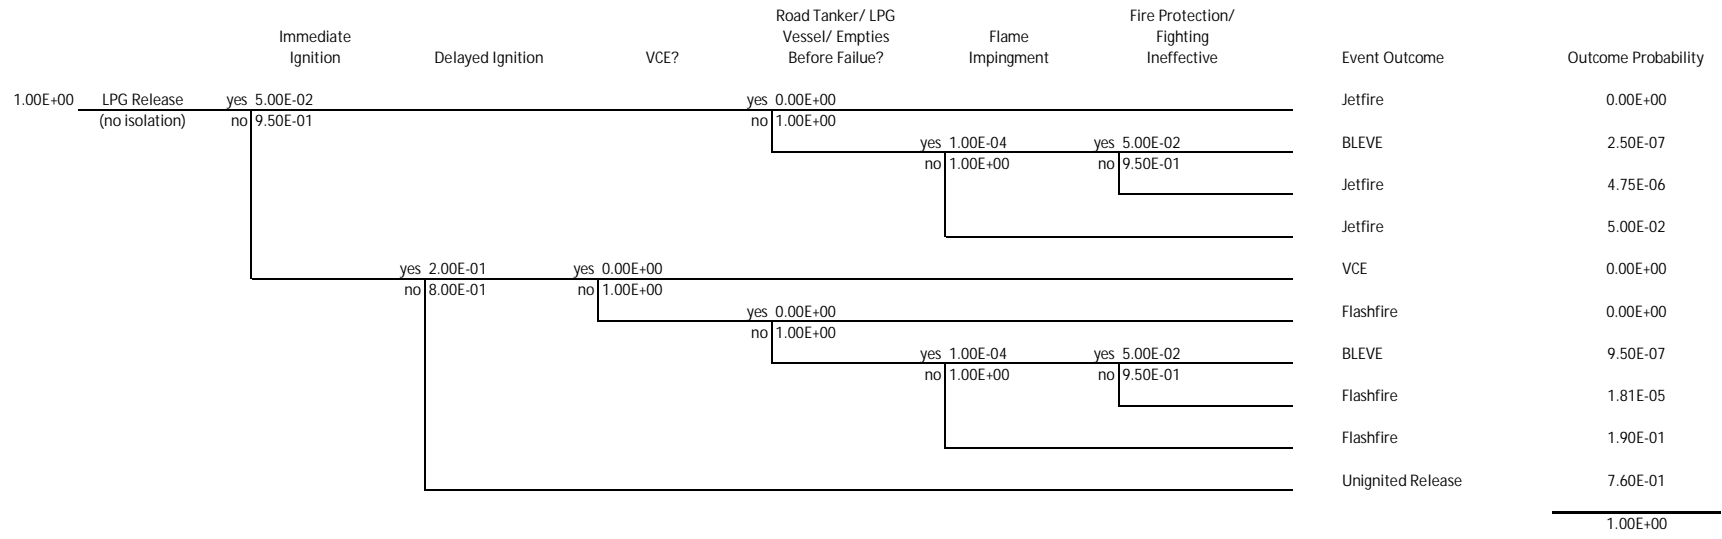 Road Tanker/ LPG Fire Protection/
Immediate Vessel/ Empties Flame Fighting
Ignition Delayed Ignition VCE? Before Failue? Impingment Ineffective Event Outcome Outcome Probability
1.00E+00 LPG Release yes 5.00E-02 yes 0.00E+00 Jetfire 0.00E+00
(no isolation) no 9.50E-01 no 1.00E+00
yes 1.00E-04 yes 5.00E-02 BLEVE 2.50E-07
no 1.00E+00 no 9.50E-01
Jetfire 4.75E-06
Jetfire 5.00E-02
yes 2.00E-01 yes 0.00E+00 VCE 0.00E+00
no 8.00E-01 no 1.00E+00
yes 0.00E+00 Flashfire 0.00E+00
no 1.00E+00
yes 1.00E-04 yes 5.00E-02 BLEVE 9.50E-07
no 1.00E+00 no 9.50E-01
Flashfire 1.81E-05
Flashfire 1.90E-01
Unignited Release 7.60E-01
1.00E+00